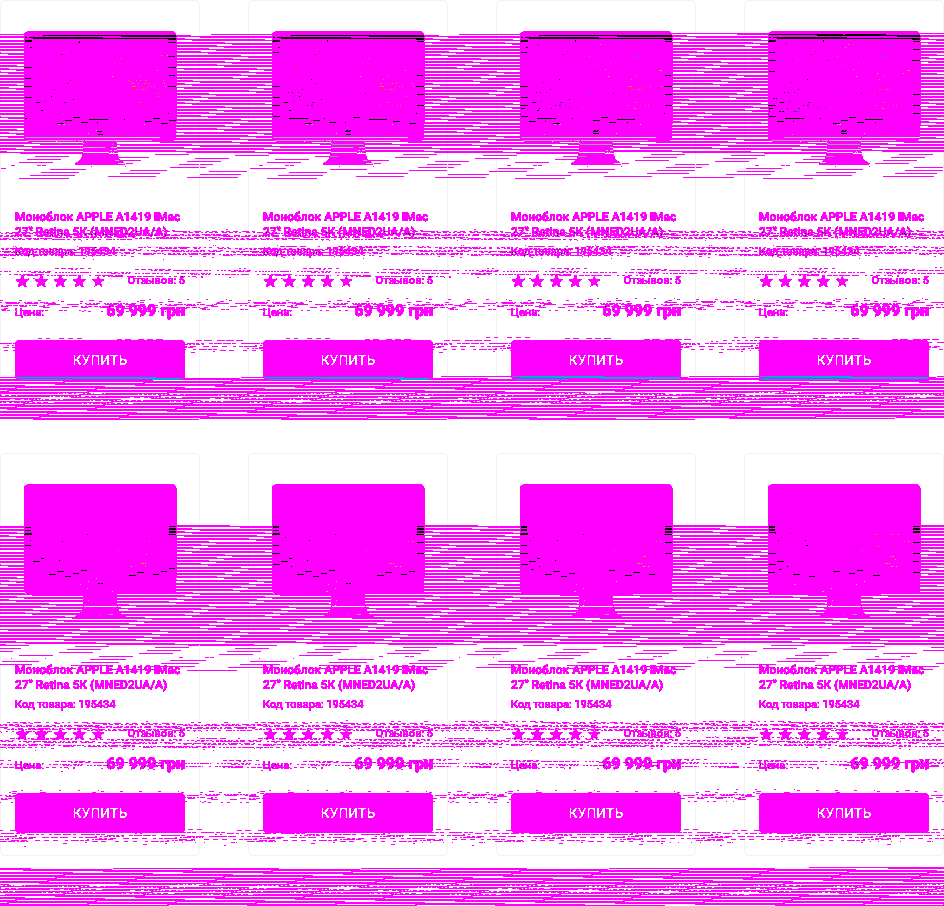 Моноблок APPLE A1419 iMac Моноблок APPLE A1419 iMac Моноблок APPLE A1419 iMac Моноблок APPLE A1419 iMac
27" Retina 5K (MNED2UA/A) 27" Retina 5K (MNED2UA/A) 27" Retina 5K (MNED2UA/A) 27" Retina 5K (MNED2UA/A)
Код товара: 195434 Код товара: 195434 Код товара: 195434 Код товара: 195434
Отзывов: 5 Отзывов: 5 Отзывов: 5 Отзывов: 5
Цена: 69 999 грн Цена: 69 999 грн Цена: 69 999 грн Цена: 69 999 грн
КУПИТЬ КУПИТЬ КУПИТЬ КУПИТЬ
Моноблок APPLE A1419 iMac Моноблок APPLE A1419 iMac Моноблок APPLE A1419 iMac Моноблок APPLE A1419 iMac
27" Retina 5K (MNED2UA/A) 27" Retina 5K (MNED2UA/A) 27" Retina 5K (MNED2UA/A) 27" Retina 5K (MNED2UA/A)
Код товара: 195434 Код товара: 195434 Код товара: 195434 Код товара: 195434
Отзывов: 5 Отзывов: 5 Отзывов: 5 Отзывов: 5
Цена: 69 999 грн Цена: 69 999 грн Цена: 69 999 грн Цена: 69 999 грн
КУПИТЬ КУПИТЬ КУПИТЬ КУПИТЬ